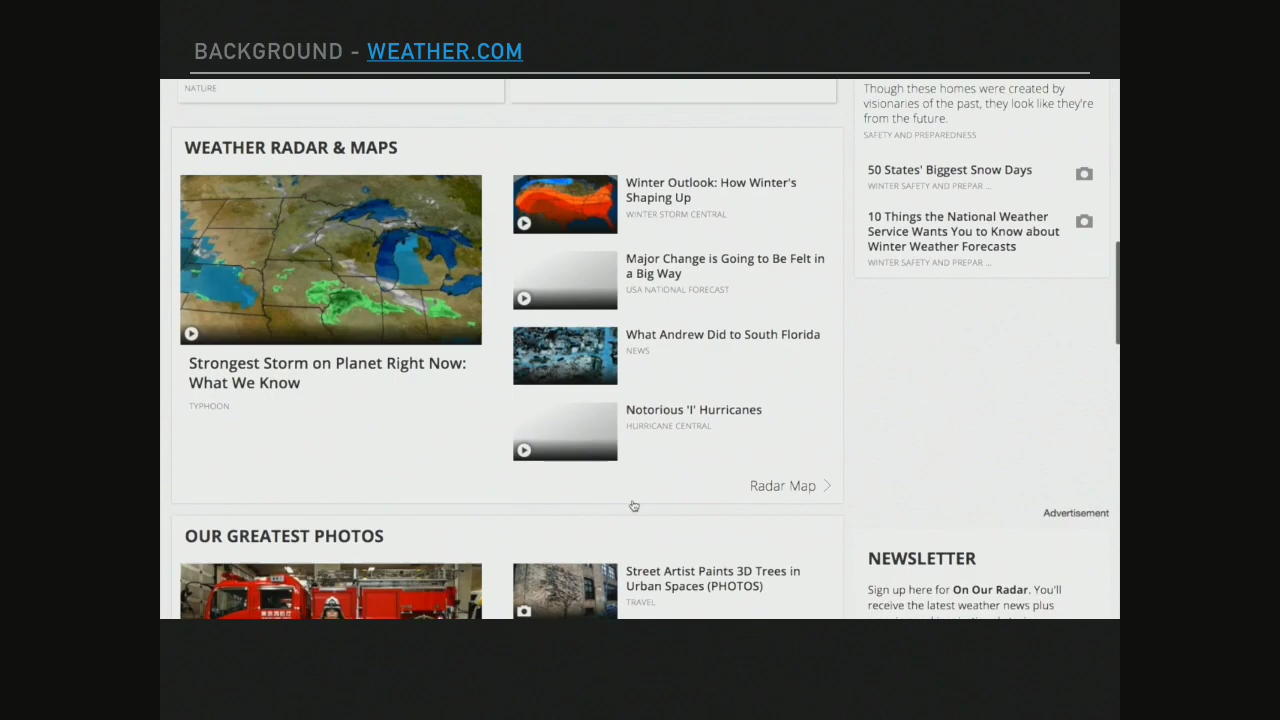 BACKGROUND - WEATHER.COM
NATURE
WEATHER RADAR & MAPS
Strongest Storm on Planet Right Now:
What We Know
TYPHOON
Winter Outlook: How Winter's
Shaping Up
WINTER STORM CENTRAL
Major Change is Going to Be Felt in
a Big Way
USA NATIONAL FORECAST
What Andrew Did to South Florida
NEWS
Notorious 'I' Hurricanes
HURRICANE CENTRAL
Radar Map
OUR GREATEST PHOTOS
Street Artist Paints 3D Trees in
Urban Spaces (PHOTOS)
TRAVEL
Though these homes were created by
visionaries of the past, they look like they're
from the future.
SAFETY AND PREPAREDNESS
50 States' Biggest Snow Days
WINTER SAFETY AND PREPAR ...
10 Things the National Weather
Service Wants You to Know about
Winter Weather Forecasts
WINTER SAFETY AND PREPAR ...
Advertisement
NEWSLETTER
Sign up here for On Our Radar. You'll
receive the latest weather news plus